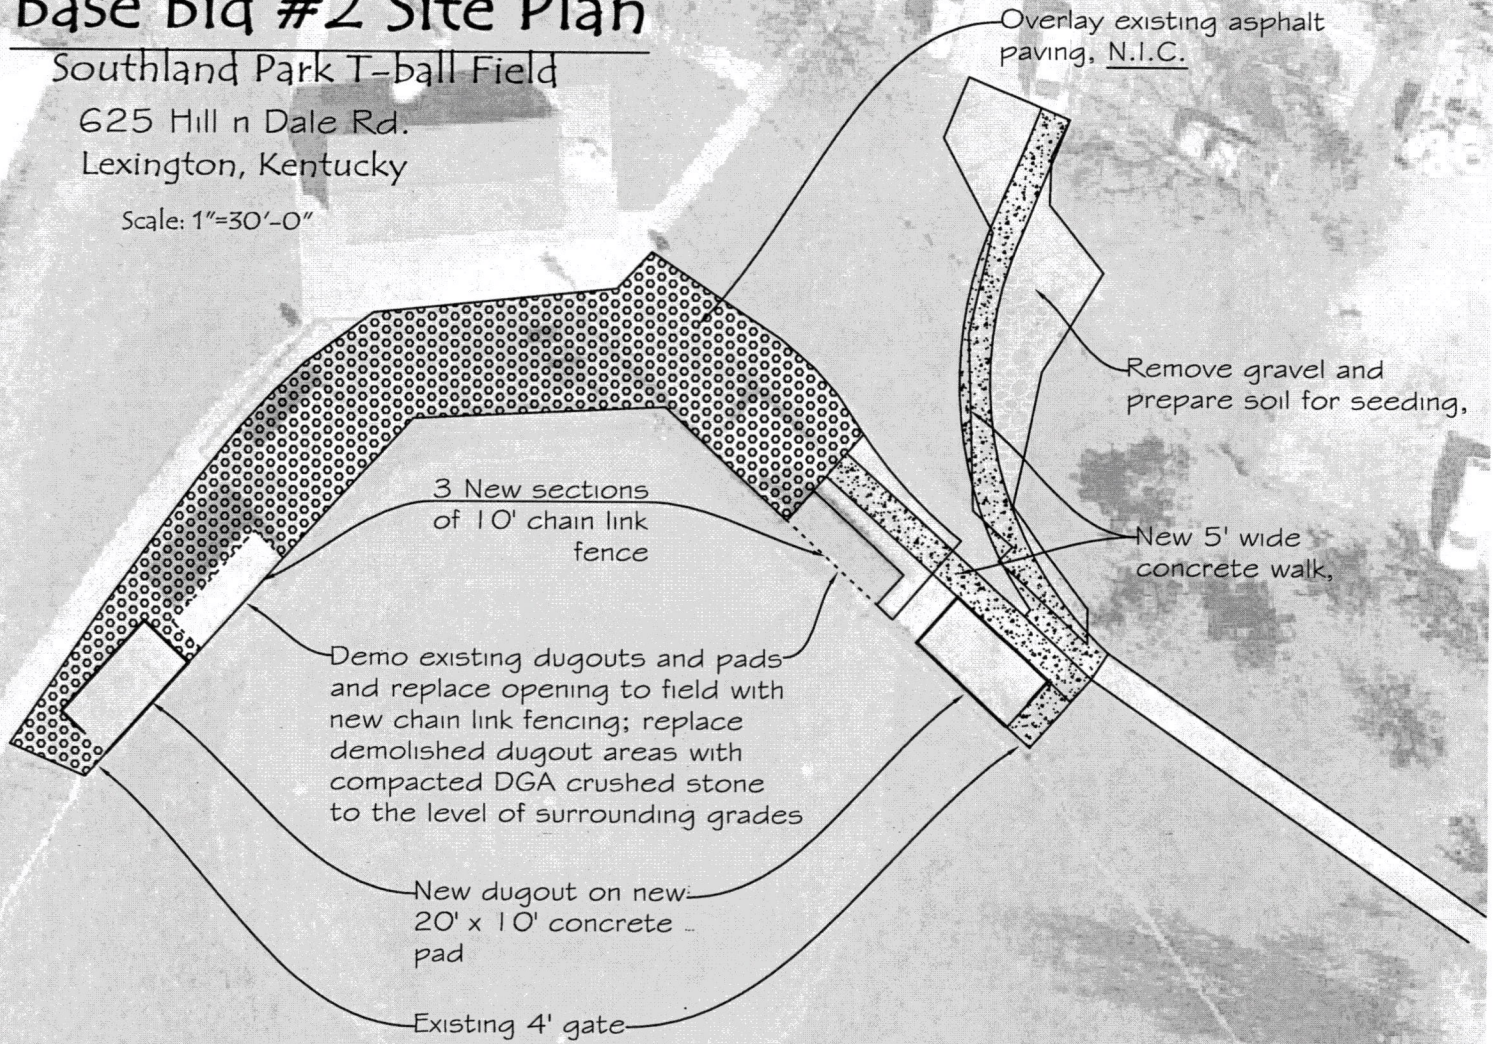 Base Bid #2 Site Plan
Southland Park T-ball Field
625 Hill n Dale Rd.
Lexington, Kentucky
Scale: 1"=30'-0"
Overlay existing asphalt
paving, N.I.C.
Remove gravel and
prepare soil for seeding,
3 New sections
of 10' chain link
fence
New 5' wide
concrete walk,
Demo existing dugouts and pads
and replace opening to field with
new chain link fencing; replace
demolished dugout areas with
compacted DGA crushed stone
to the level of surrounding grades
New dugout on new
20' x 10' concrete
pad
Existing 4' gate